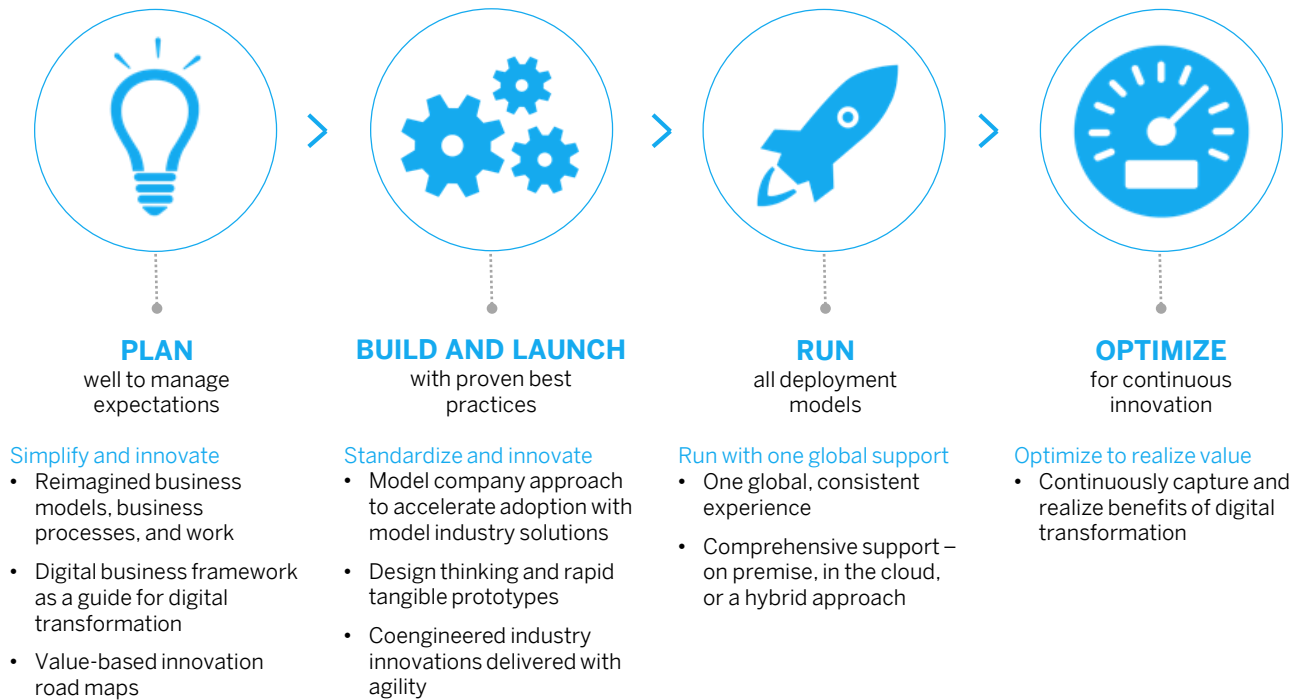 PLAN
well to manage
expectations
Simplify and innovate
• Reimagined business
models, business
processes, and work
• Digital business framework
as a guide for digital
transformation
• Value-based innovation
road maps
BUILD AND LAUNCH
with proven best
practices
Standardize and innovate
• Model company approach
to accelerate adoption with
model industry solutions
• Design thinking and rapid
tangible prototypes
• Coengineered industry
innovations delivered with
agility
RUN
all deployment
models
Run with one global support
• One global, consistent
experience
• Comprehensive support –
on premise, in the cloud,
or a hybrid approach
OPTIMIZE
for continuous
innovation
Optimize to realize value
• Continuously capture and
realize benefits of digital
transformation